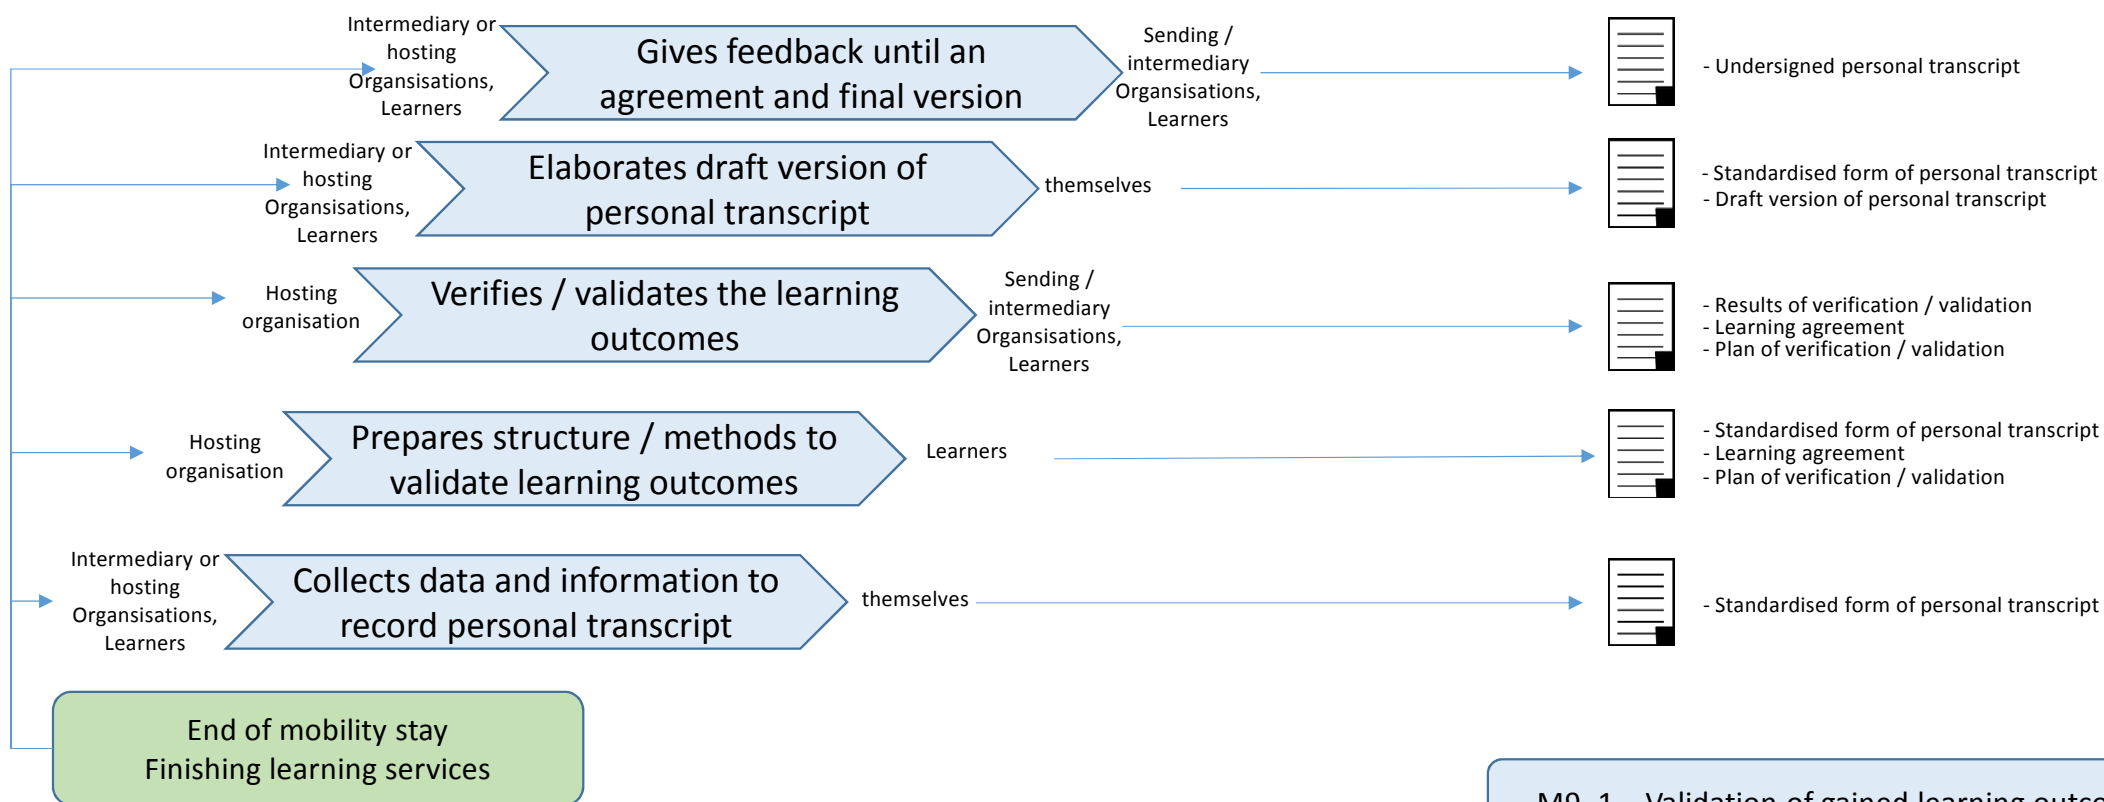 Intermediary or
hosting
Organsisations,
Learners
Gives feedback until an
agreement and final version
Sending /
intermediary
Organsisations,
Learners
- Undersigned personal transcript
Intermediary or
hosting
Organsisations,
Learners
Elaborates draft version of
personal transcript
themselves
- Standardised form of personal transcript
- Draft version of personal transcript
Hosting
organisation
Verifies / validates the learning
outcomes
Sending /
intermediary
Organsisations,
Learners
- Results of verification / validation
- Learning agreement
- Plan of verification / validation
Hosting
organisation
Prepares structure / methods to
validate learning outcomes
Learners
- Standardised form of personal transcript
- Learning agreement
- Plan of verification / validation
Intermediary or
hosting
Organsisations,
Learners
Collects data and information to
record personal transcript
themselves
- Standardised form of personal transcript
End of mobility stay
Finishing learning services
M9_1 – Validation of gained learning